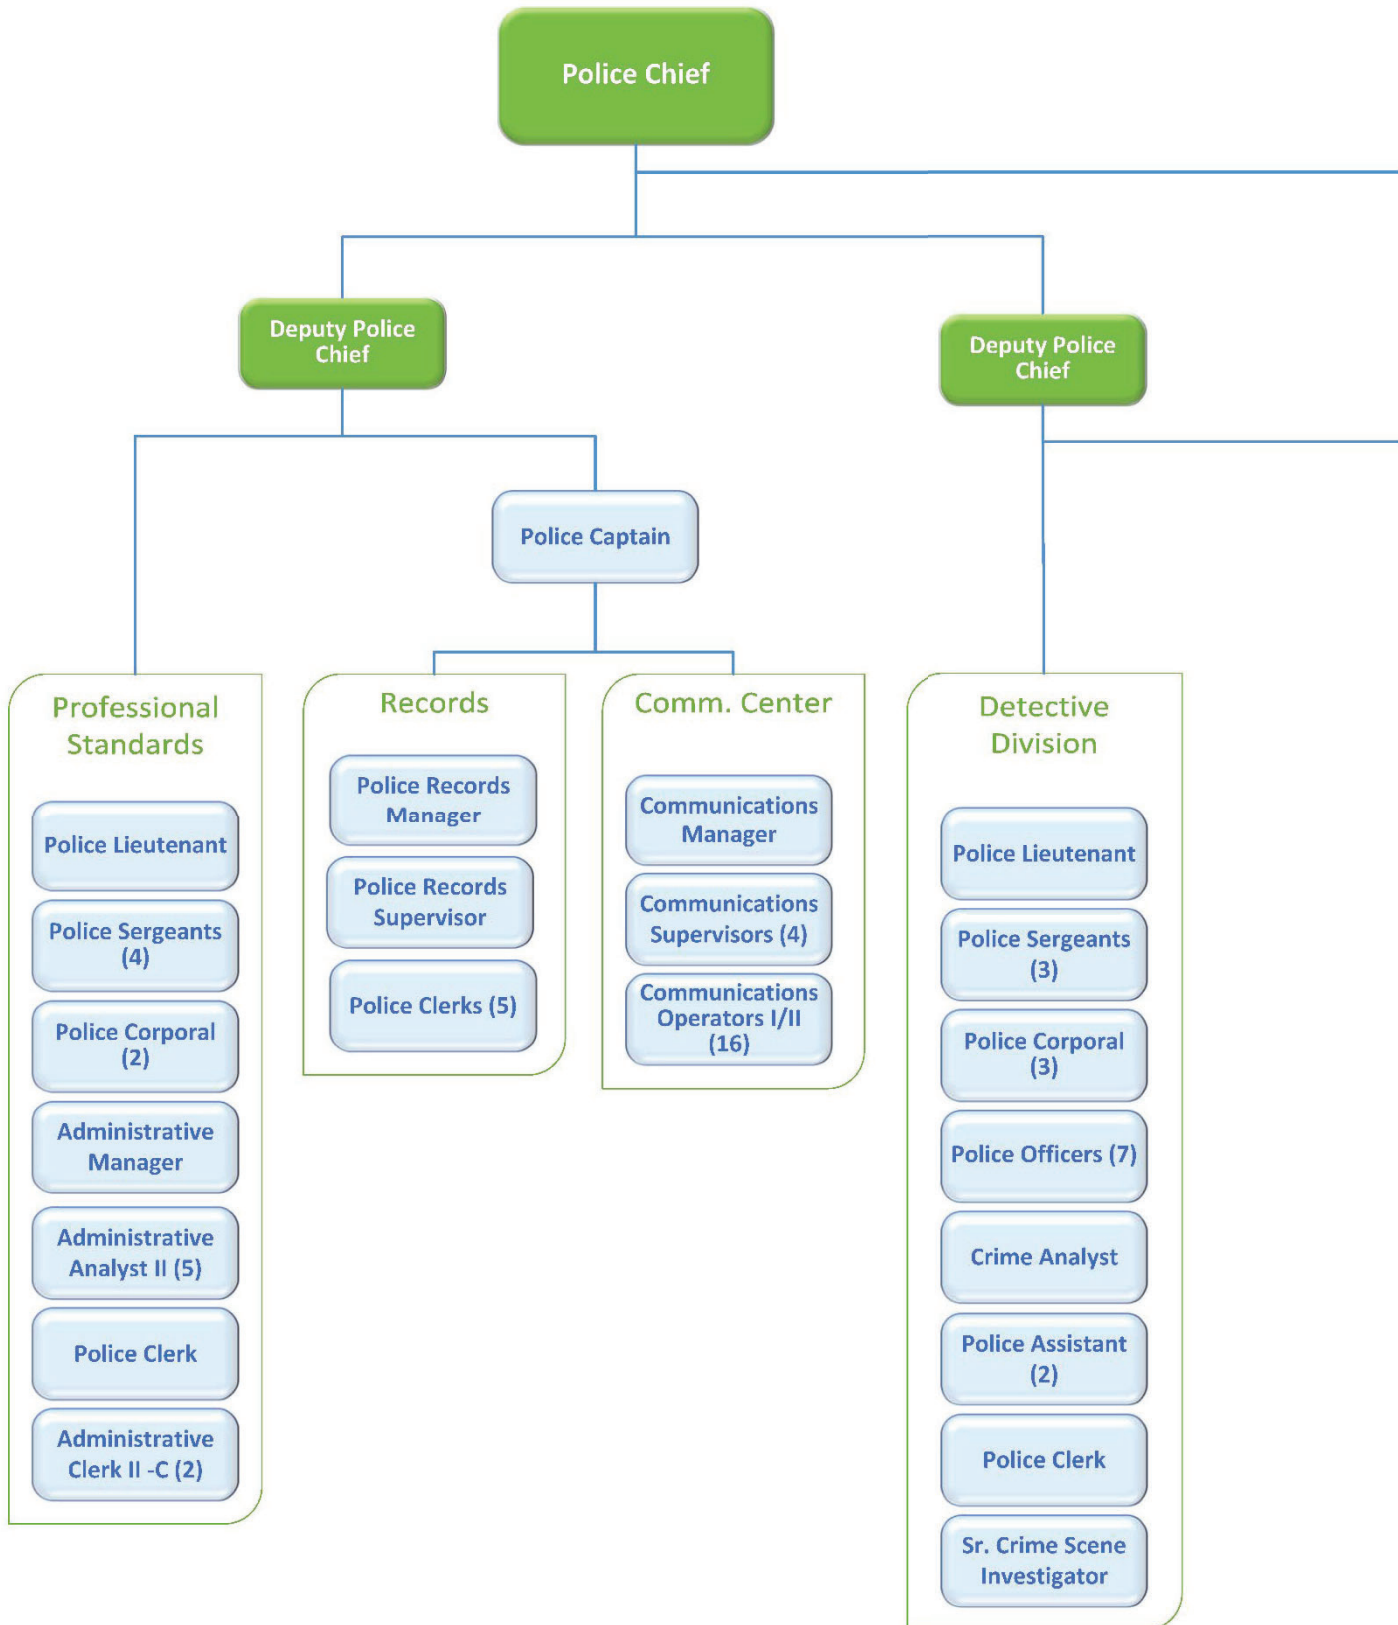 Police Chief
Deputy Police
Chief
Deputy Police
Chief
Police Captain
Professional
Standards
Police Lieutenant
Police Sergeants
(4)
Police Corporal
(2)
Administrative
Manager
Administrative
Analyst II (5)
Police Clerk
Administrative
Clerk II -C (2)
Records
Police Records
Manager
Police Records
Supervisor
Police Clerks (5)
Comm. Center
Communications
Manager
Communications
Supervisors (4)
Communications
Operators I/II
(16)
Detective
Division
Police Lieutenant
Police Sergeants
(3)
Police Corporal
(3)
Police Officers (7)
Crime Analyst
Police Assistant
(2)
Police Clerk
Sr. Crime Scene
Investigator